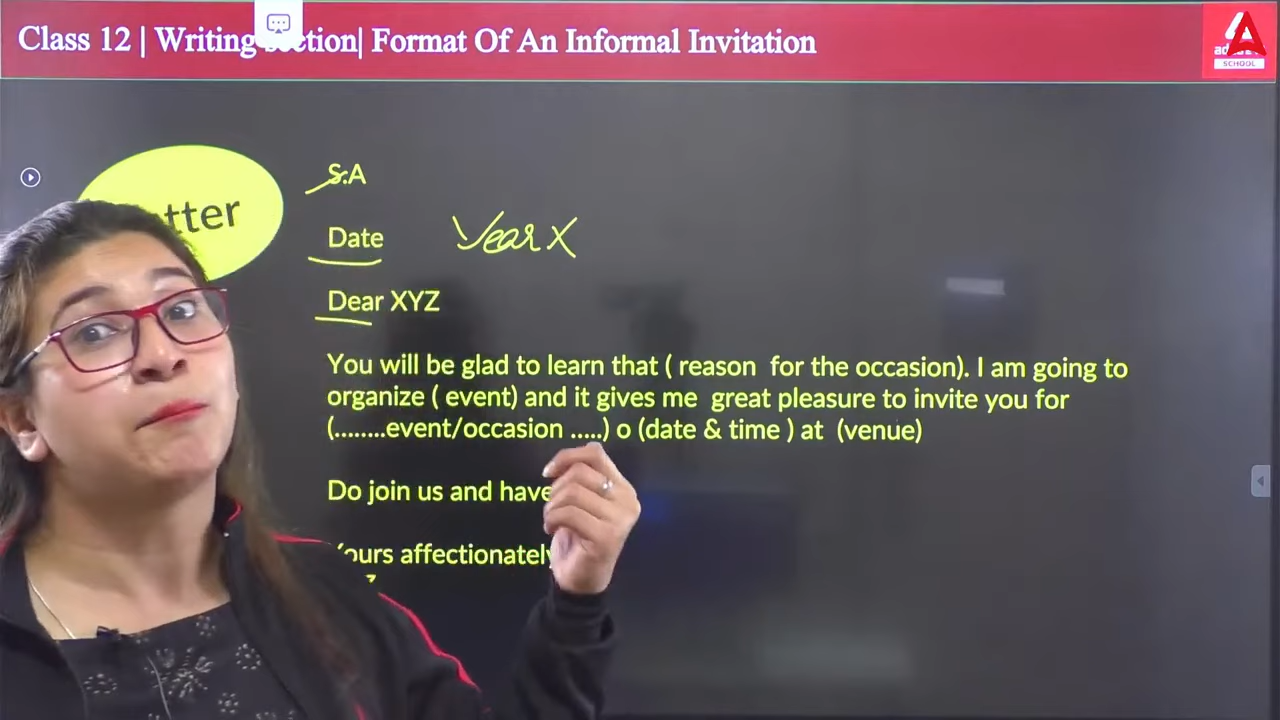 Class 12 | Writing Section| Format Of An Informal Invitation
SCHOOL
S.A
Date Year X
Dear XYZ
You will be glad to learn that ( reason for the occasion). I am going to
organize ( event) and it gives me great pleasure to invite you for
(........event/occasion .....) o (date & time ) at (venue)
Do join us and have
Yours affectionately